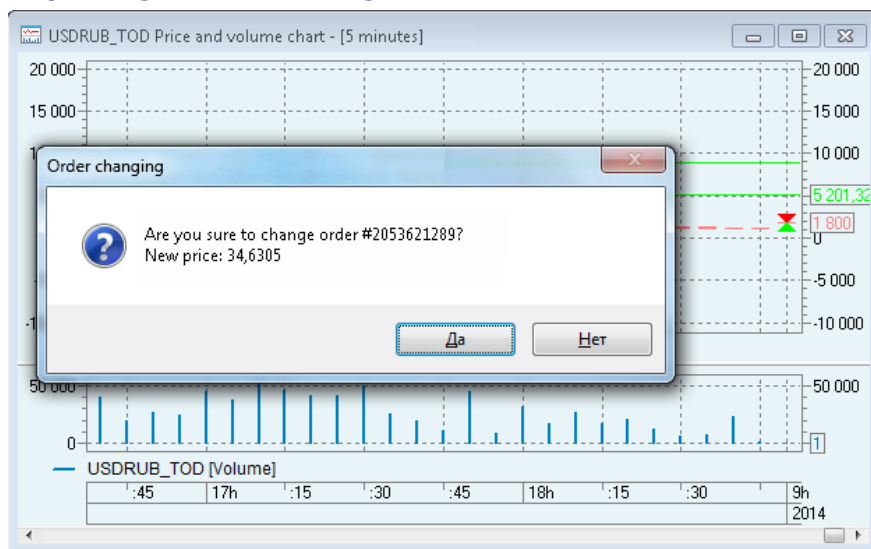 USDRUB_TOD Price and volume chart - [5 minutes]
20 000
20 000
15 000
15 000
10 000
5 201,32
1 800
0
-5 000
-10 000
Order changing
Are you sure to change order #2053621289?
New price: 34,6305
Да
Нет
50 000
50 000
0
1
USDRUB_TOD [Volume]
:45 17h :15 :30 :45 18h :15 :30 9h
2014